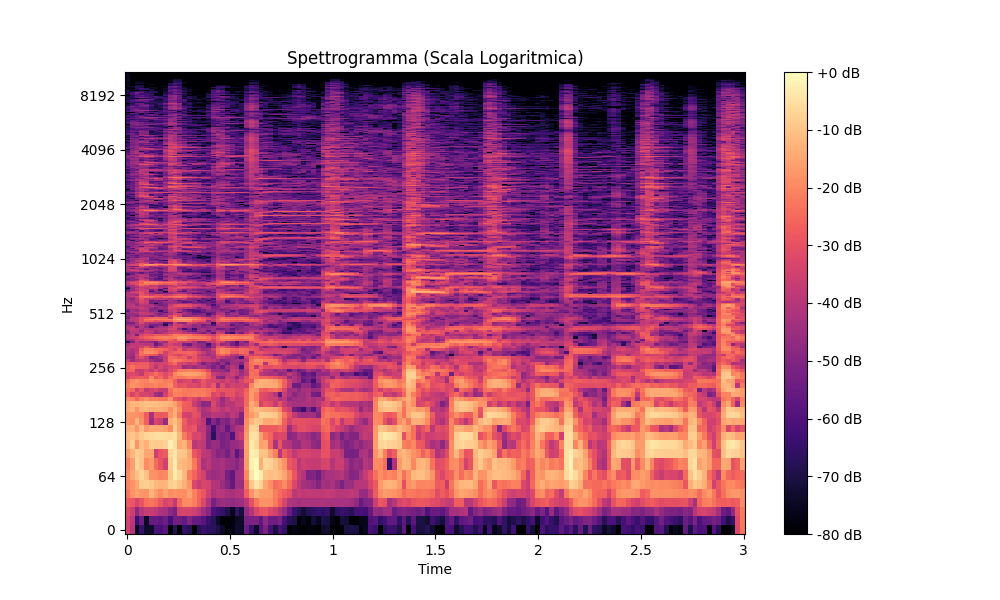 Spettrogramma (Scala Logaritmica)
Hz
8192
4096
2048
1024
512
256
128
64
0
0
0.5
1
1.5
2
2.5
3
Time
+0 dB
-10 dB
-20 dB
-30 dB
-40 dB
-50 dB
-60 dB
-70 dB
-80 dB